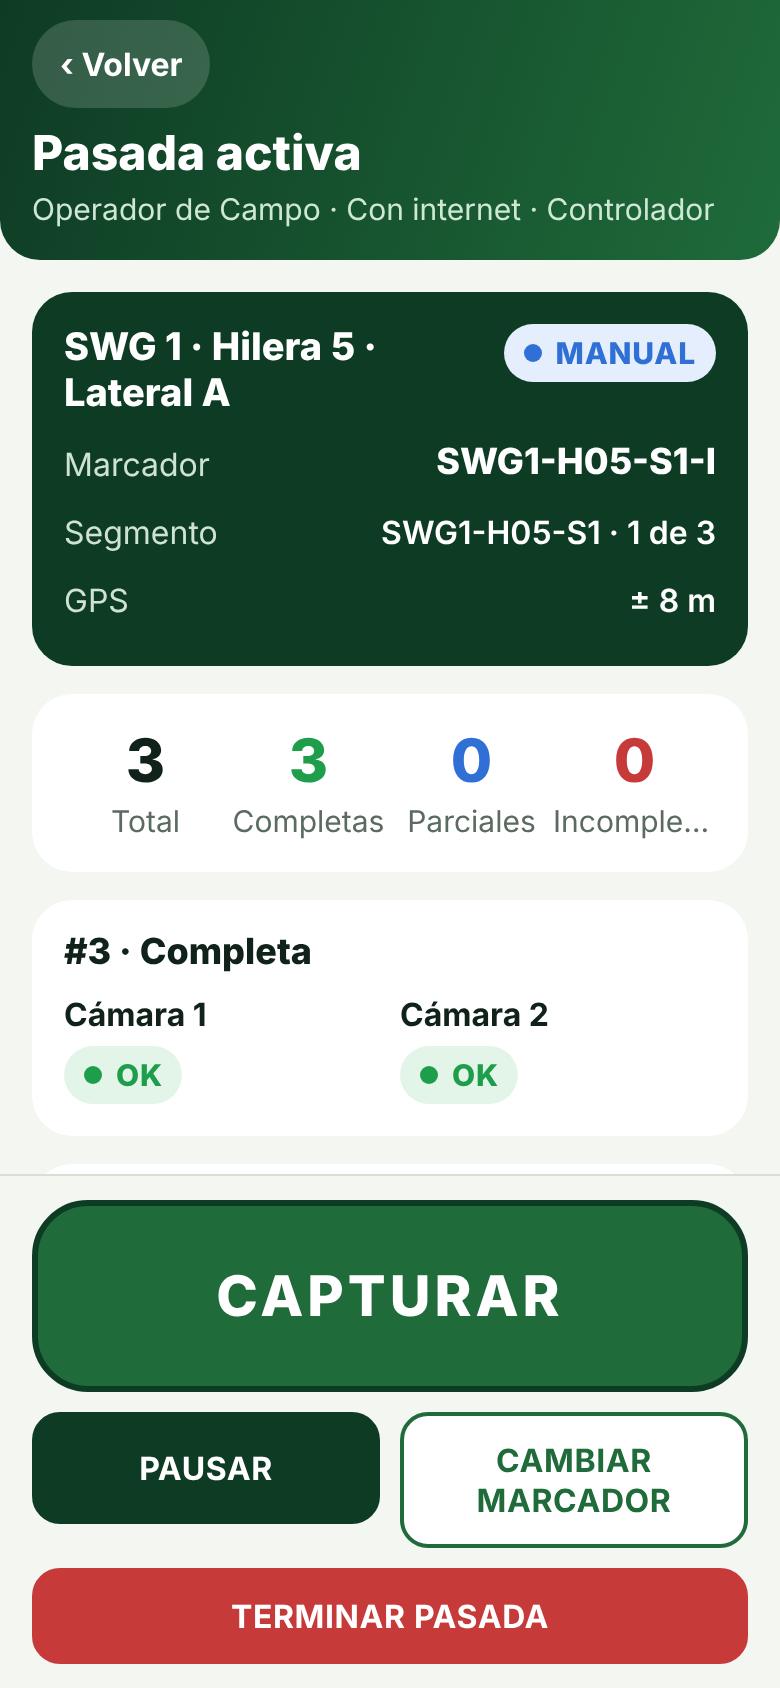 ‹ Volver
Pasada activa
Operador de Campo · Con internet · Controlador
SWG 1 · Hilera 5 ·
Lateral A
MANUAL
Marcador
SWG1-H05-S1-I
Segmento
SWG1-H05-S1 · 1 de 3
GPS
± 8 m
3
3
0
0
Total
Completas
Parciales
Incomple...
#3 · Completa
Cámara 1
Cámara 2
OK
OK
CAPTURAR
PAUSAR
CAMBIAR
MARCADOR
TERMINAR PASADA